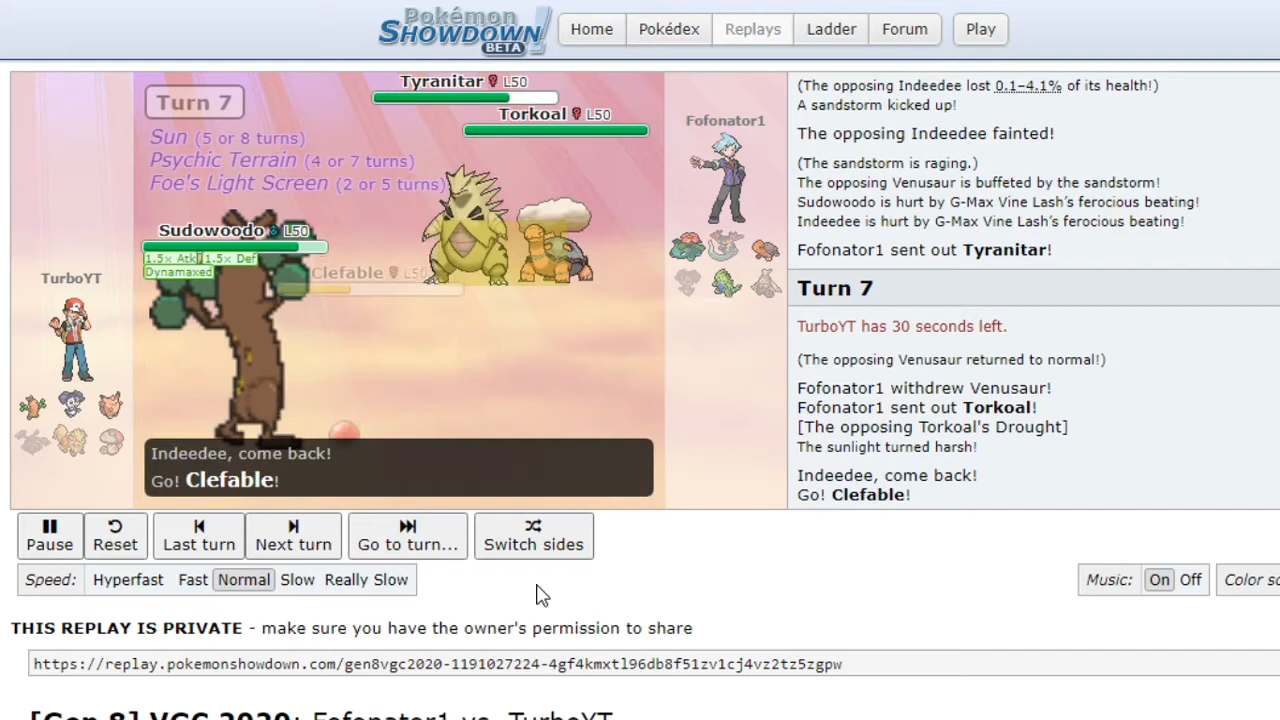 Pokémon
SHOWDOWN!
BETA
Home
Pokédex
Replays
Ladder
Forum
Play
Turn 7
Sun (5 or 8 turns)
Psychic Terrain (4 or 7 turns)
Foe's Light Screen (2 or 5 turns)
Tyranitar L50
Torkoal L50
Sudowoodo L50
1.5× Atk 1.5× Def
Dynamaxed
Clefable L50
TurboYT
Fofonator1
Indeedee, come back!
Go! Clefable!
(The opposing Indeedee lost 0.1–4.1% of its health!)
A sandstorm kicked up!
The opposing Indeedee fainted!
(The sandstorm is raging.)
The opposing Venusaur is buffeted by the sandstorm!
Sudowoodo is hurt by G-Max Vine Lash's ferocious beating!
Indeedee is hurt by G-Max Vine Lash's ferocious beating!
Fofonator1 sent out Tyranitar!
Turn 7
TurboYT has 30 seconds left.
(The opposing Venusaur returned to normal!)
Fofonator1 withdrew Venusaur!
Fofonator1 sent out Torkoal!
[The opposing Torkoal's Drought]
The sunlight turned harsh!
Indeedee, come back!
Go! Clefable!
Pause
Reset
Last turn
Next turn
Go to turn...
Switch sides
Speed: Hyperfast Fast Normal Slow Really Slow
Music: On Off
Color sc
THIS REPLAY IS PRIVATE - make sure you have the owner's permission to share
https://replay.pokemonshowdown.com/gen8vgc2020-1191027224-4gf4kmxtl96db8f51zv1cj4vz2tz5zgpw
[Gen 8] VGC 2020: Fofonator1 vs. TurboYT